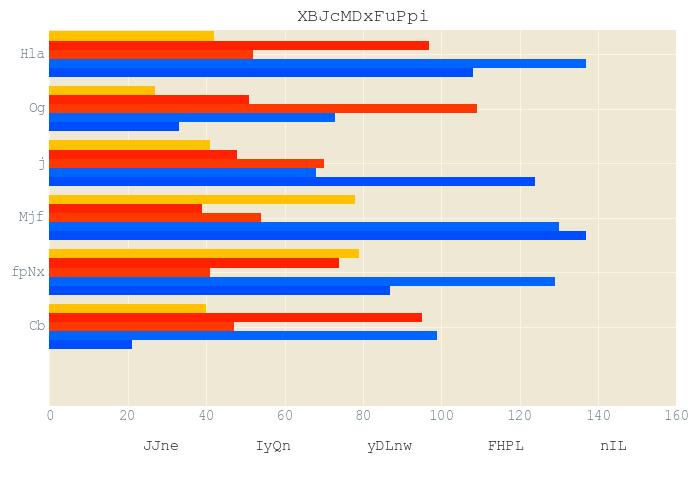 XBJcMDxFuPpi
Hla
Og
j
Mjf
fpNx
Cb
0 20 40 60 80 100 120 140 160
JJne IyQn yDLnw FHPL nIL